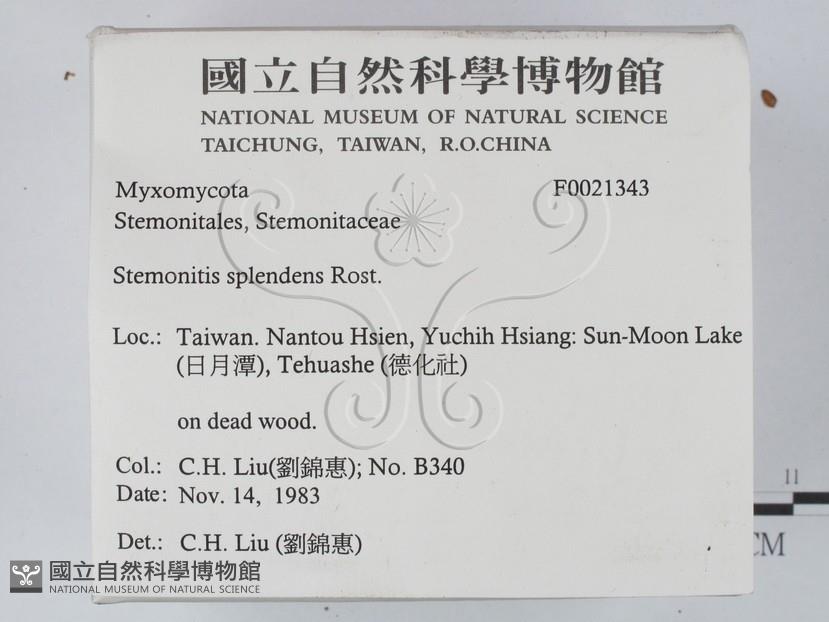 國立自然科學博物館
NATIONAL MUSEUM OF NATURAL SCIENCE
TAICHUNG, TAIWAN, R.O.CHINA
Myxomycota F0021343
Stemonitales, Stemonitaceae
Stemonitis splendens Rost.
Loc.: Taiwan. Nantou Hsien, Yuchih Hsiang: Sun-Moon Lake
(日月潭), Tehuashe (德化社)
on dead wood.
Col.: C.H. Liu(劉錦惠); No. B340
Date: Nov. 14, 1983
Det.: C.H. Liu (劉錦惠)
11
CM
國立自然科學博物館
NATIONAL MUSEUM OF NATURAL SCIENCE